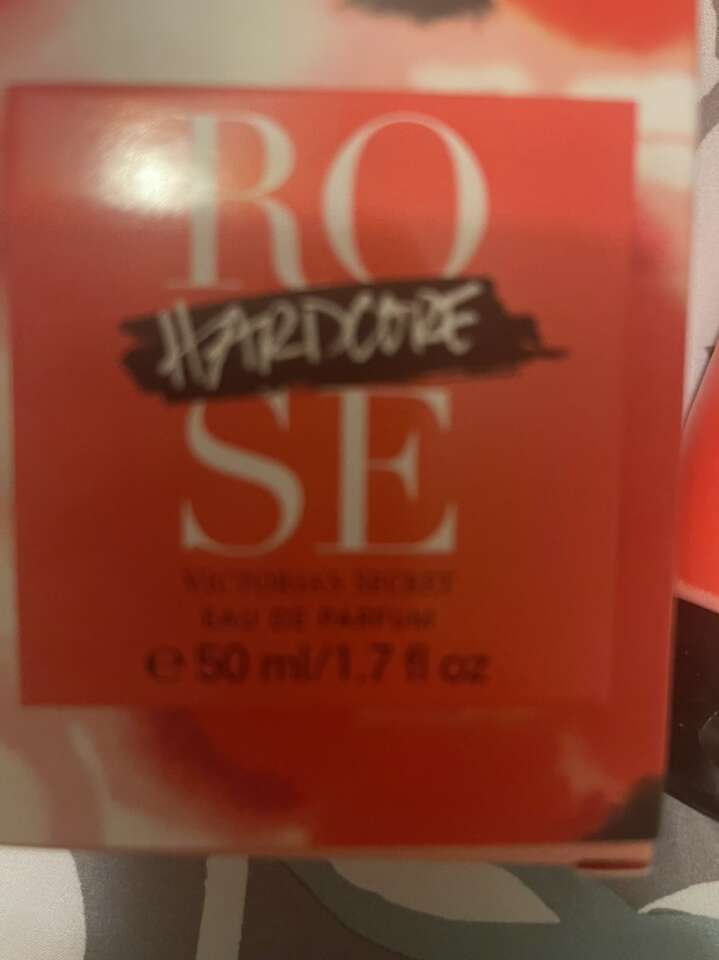 RO
HARDCORE
SE
VICTORIA'S SECRET
EAU DE PARFUM
℮ 50 ml/1.7 fl oz